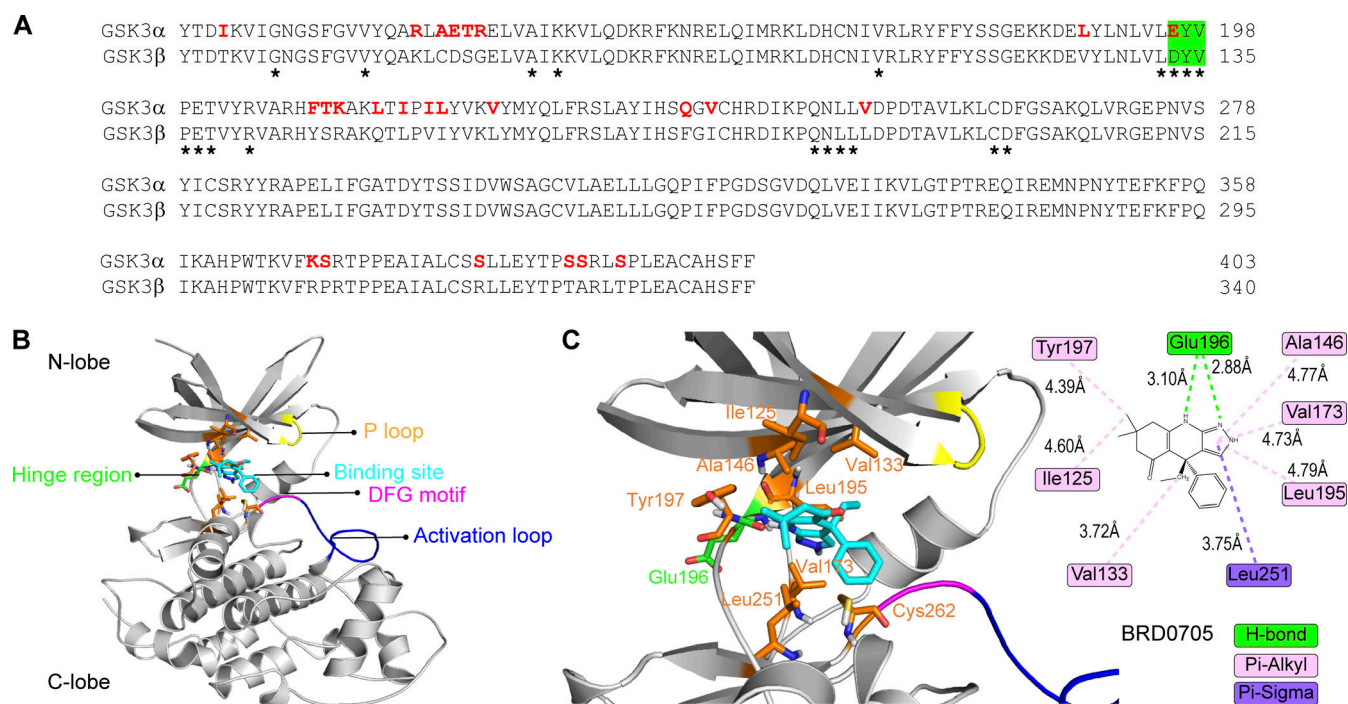 A
GSK3α YTDIKVIGNGSFGVVYQARLAETRELVAIKKVLQDKRFKNRELQIMRKLDHCNIVRLRYFFYSSGEKKDELYLNLVLEYV 198
GSK3β YTDTKVIGNGSFGVVYQAKLCDSGELVAIKKVLQDKRFKNRELQIMRKLDHCNIVRLRYFFYSSGEKKDEVYLNLVLDYV 135
* * * * * ****
GSK3α PETVYRVARHFTKAKLTIPILYVKVYMYQLFRSLAYIHSQGVCHRDIKPQNLLVDPDTAVLKLCDFGSAKQLVRGEPNVS 278
GSK3β PETVYRVARHYSRAKQTLPVIYVKLYMYQLFRSLAYIHSFGICHRDIKPQNLLLDPDTAVLKLCDFGSAKQLVRGEPNVS 215
*** * **** **
GSK3α YICSRYYRAPELIFGATDYTSSIDVWSAGCVLAELLLGQPIFPGDSGVDQLVEIIKVLGTPTREQIREMNPNYTEFKFPQ 358
GSK3β YICSRYYRAPELIFGATDYTSSIDVWSAGCVLAELLLGQPIFPGDSGVDQLVEIIKVLGTPTREQIREMNPNYTEFKFPQ 295
GSK3α IKAHPWTKVFKSRTPPEAIALCSSLLEYTPSSRLSPLEACAHSFF 403
GSK3β IKAHPWTKVFRPRTPPEAIALCSRLLEYTPTARLTPLEACAHSFF 340
B
N-lobe
P loop
Hinge region
Binding site
DFG motif
Activation loop
C-lobe
C
Ile125
Ala146
Val133
Leu195
Tyr197
Glu196
Val173
Leu251
Cys262
Tyr197
Glu196
Ala146
4.39Å
3.10Å
2.88Å
4.77Å
Val173
4.73Å
4.60Å
Ile125
4.79Å
Leu195
H
N
N
NH
O
CH₂
3.72Å
3.75Å
Val133
Leu251
BRD0705
H-bond
Pi-Alkyl
Pi-Sigma